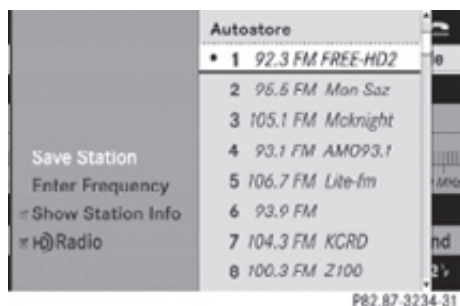 Autostore
• 1 92.3 FM FREE-HD2
2 95.5 FM Mon-Saz
3 105.1 FM Mcknight
Save Station
4 93.1 FM AMO93.1
Enter Frequency
5 106.7 FM Lite-fm
Show Station Info
6 93.9 FM
HD Radio
7 104.3 FM KCRD
nd
8 100.3 FM Z100
P82.87-3234-31